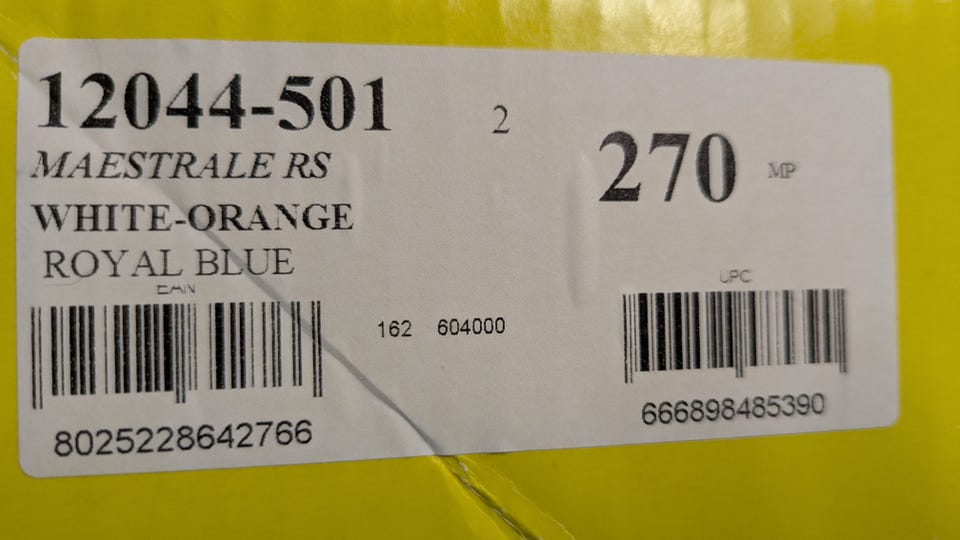 12044-501
2
270 MP
MAESTRALE RS
WHITE-ORANGE
ROYAL BLUE
EAN
UPC
162 604000
8025228642766
666898485390